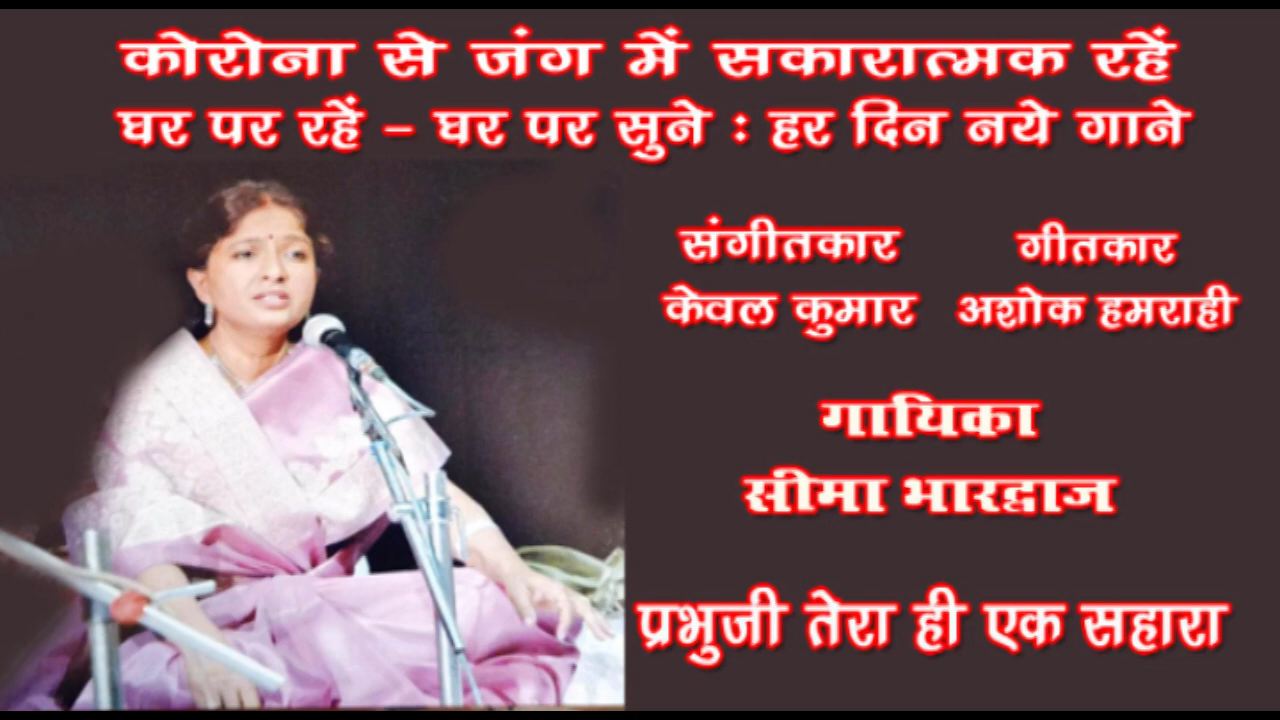 कोरोना से जंग में सकारात्मक रहें
घर पर रहें – घर पर सुने : हर दिन नये गाने
संगीतकार गीतकार
केवल कुमार अशोक हमराही
गायिका
सीमा भारद्वाज
प्रभुजी तेरा ही एक सहारा